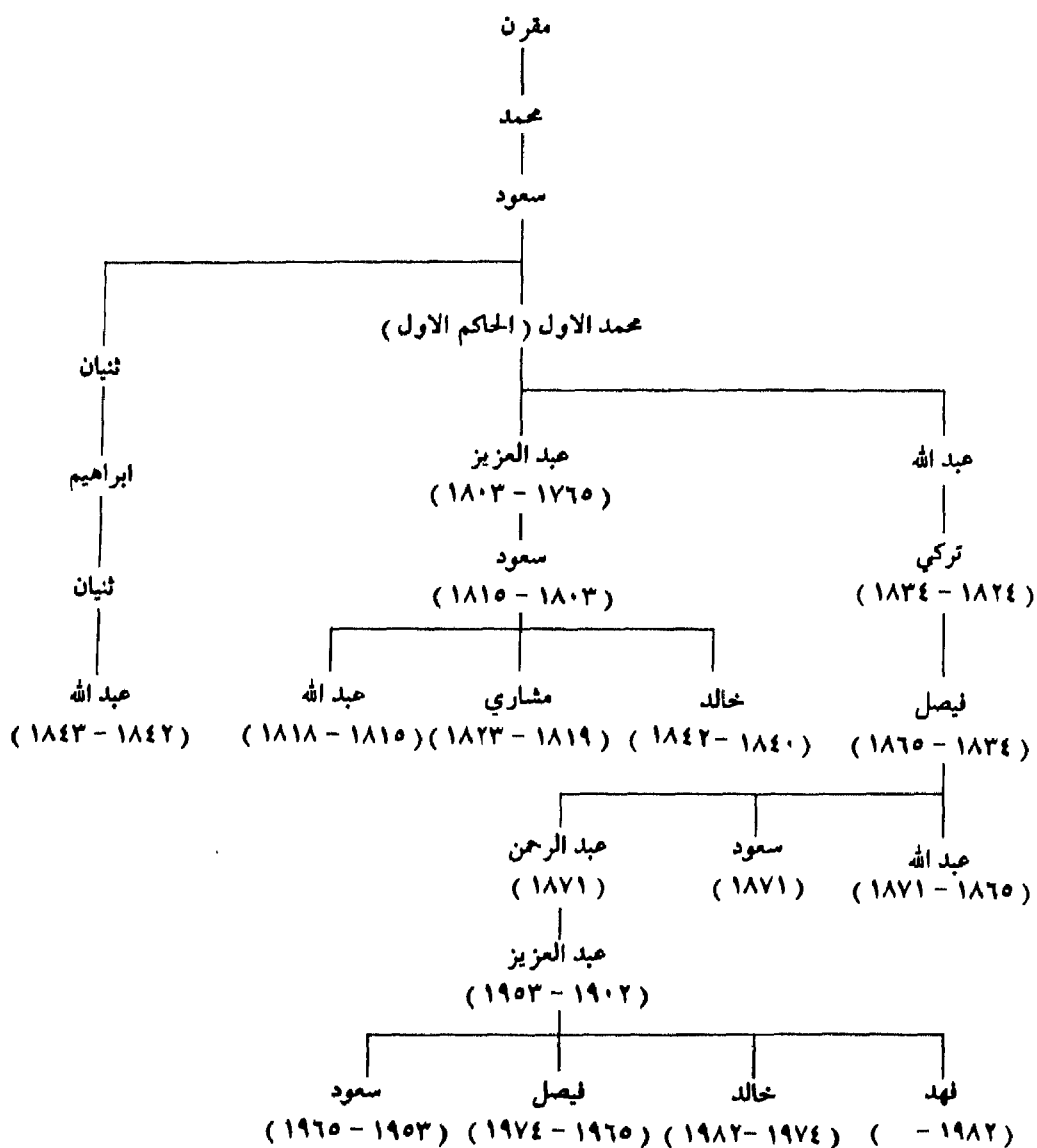 مقرن
محمد
سعود
محمد الاول ( الحاكم الاول )
ثنيان
عبد الله
عبد العزيز
( ١٧٦٥ - ١٨٠٣ )
ابراهيم
تركي
( ١٨٢٤ - ١٨٣٤ )
سعود
( ١٨٠٣ - ١٨١٥ )
ثنيان
فيصل
( ١٨٣٤ - ١٨٦٥ )
خالد
( ١٨٤٠ - ١٨٤٢ )
مشاري
( ١٨١٩ - ١٨٢٣ )
عبد الله
( ١٨١٥ - ١٨١٨ )
عبد الله
( ١٨٤٢ - ١٨٤٣ )
عبد الله
( ١٨٦٥ - ١٨٧١ )
سعود
( ١٨٧١ )
عبد الرحمن
( ١٨٧١ )
عبد العزيز
( ١٩٠٢ - ١٩٥٣ )
فهد
( ١٩٨٢ - )
خالد
( ١٩٧٤ - ١٩٨٢ )
فيصل
( ١٩٦٥ - ١٩٧٤ )
سعود
( ١٩٥٣ - ١٩٦٥ )